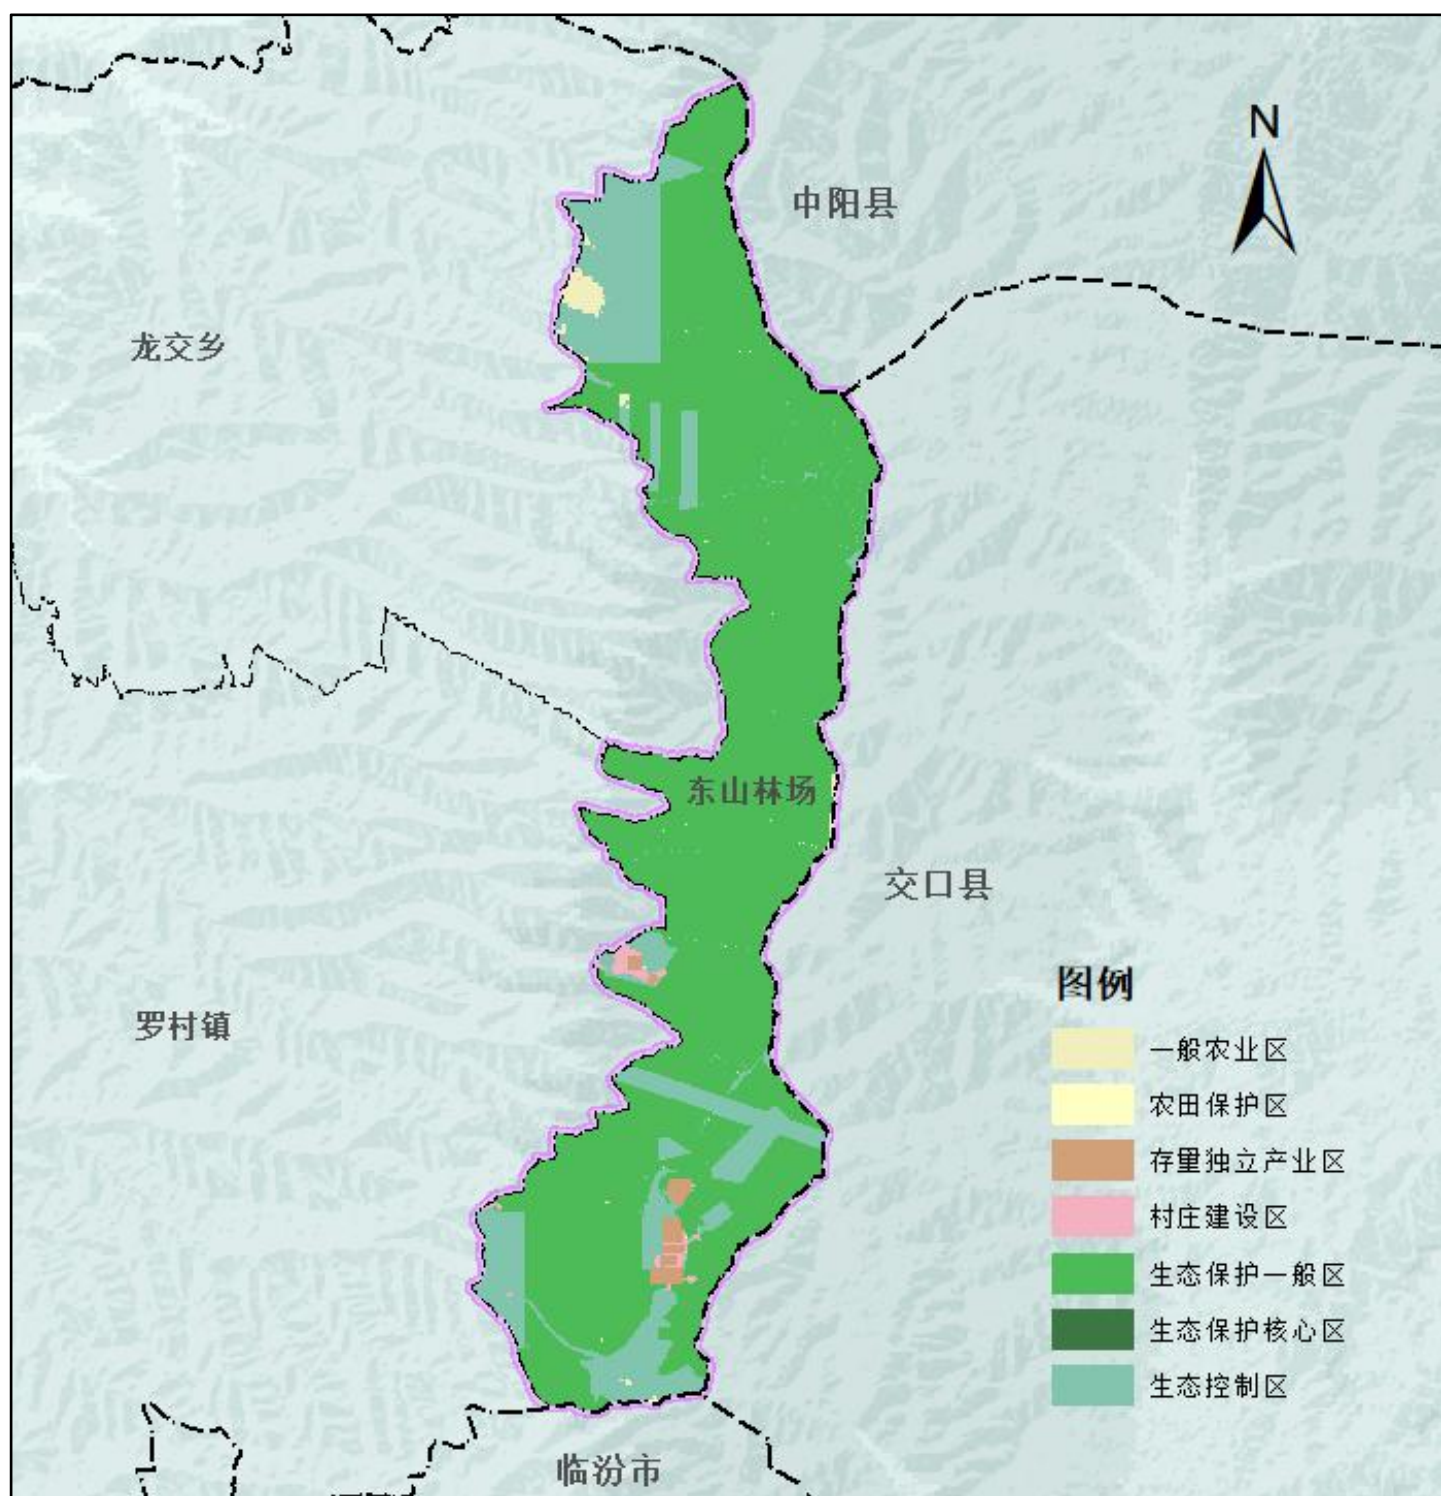 N
中阳县
龙交乡
东山林场
交口县
罗村镇
图例
一般农业区
农田保护区
存量独立产业区
村庄建设区
生态保护一般区
生态保护核心区
生态控制区
临汾市